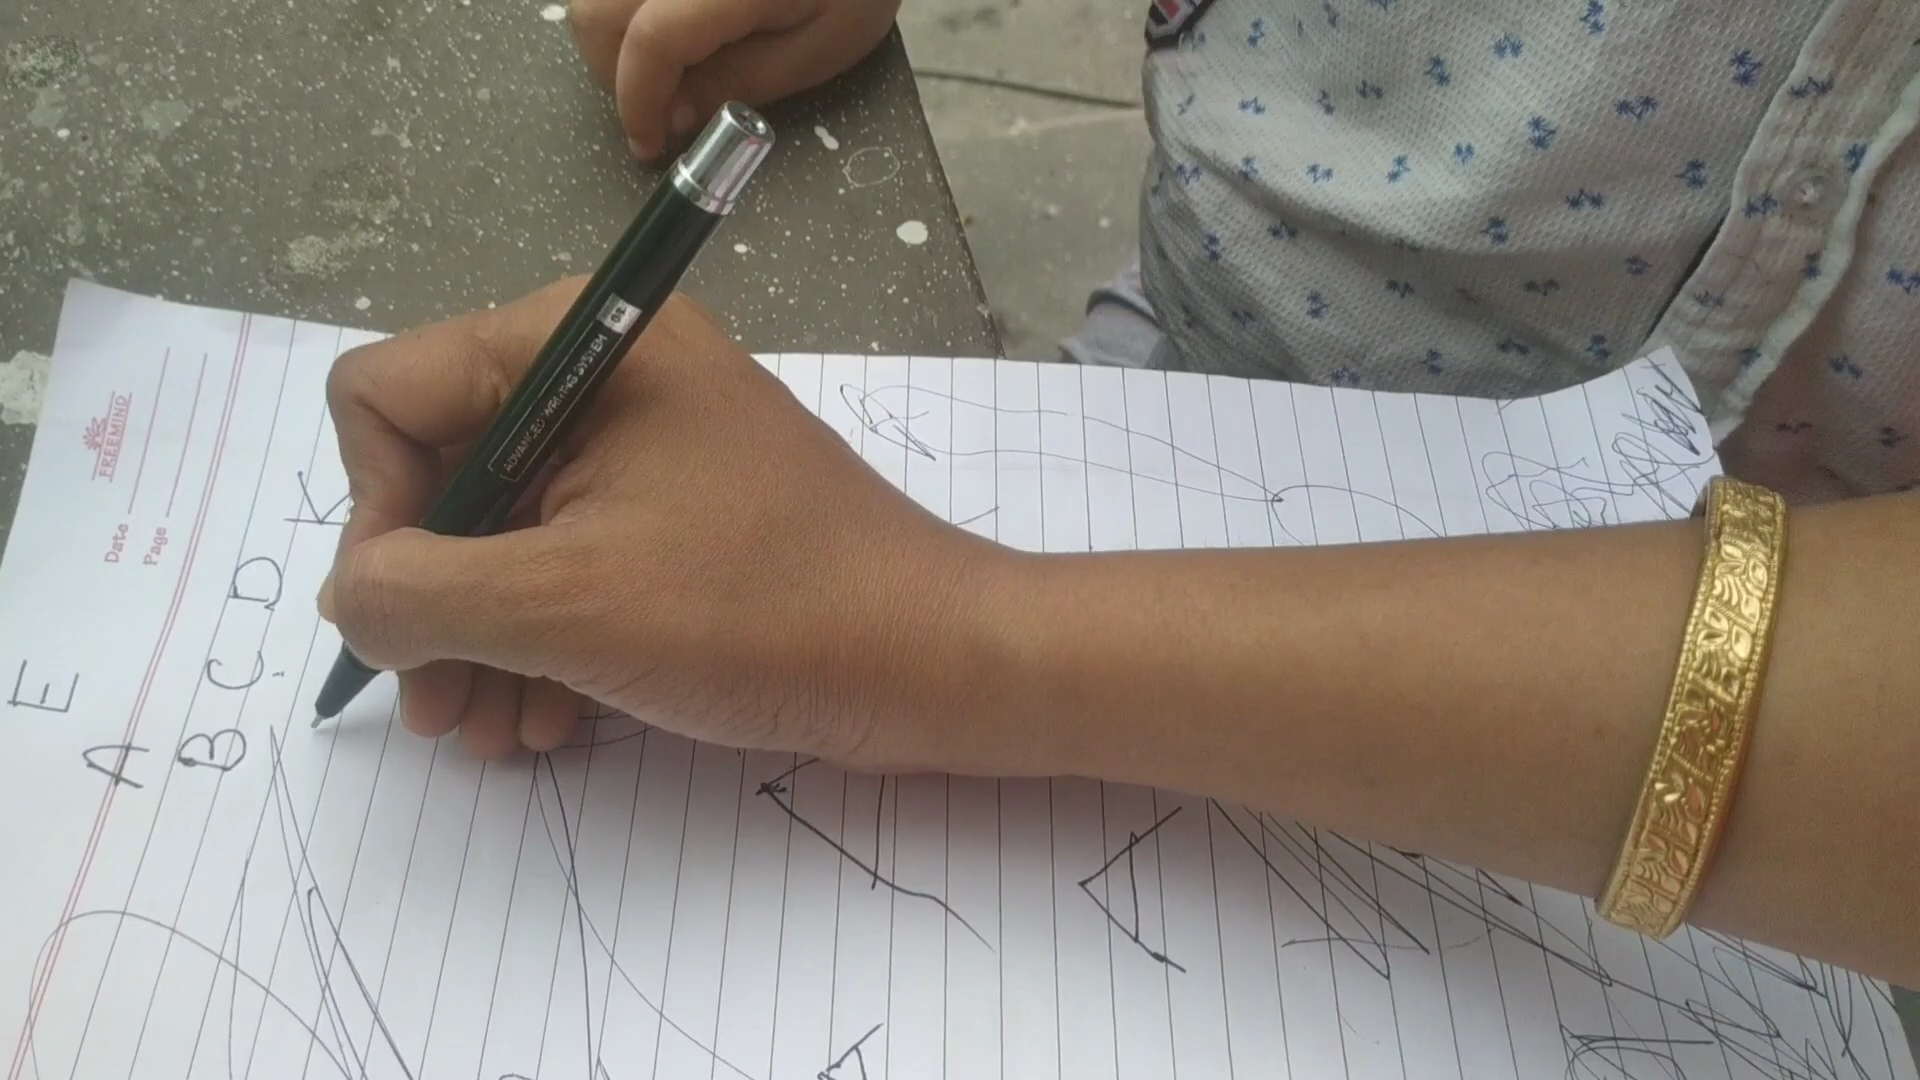 FREEMIND
Date
Page
E
A
B C D
K
ADVANCED WRITING SYSTEM